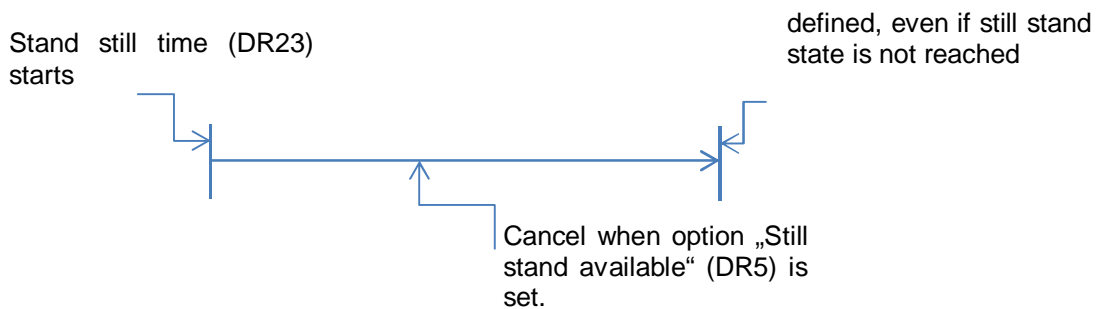 Stand still time (DR23)
starts
defined, even if still stand
state is not reached
Cancel when option „Still
stand available“ (DR5) is
set.